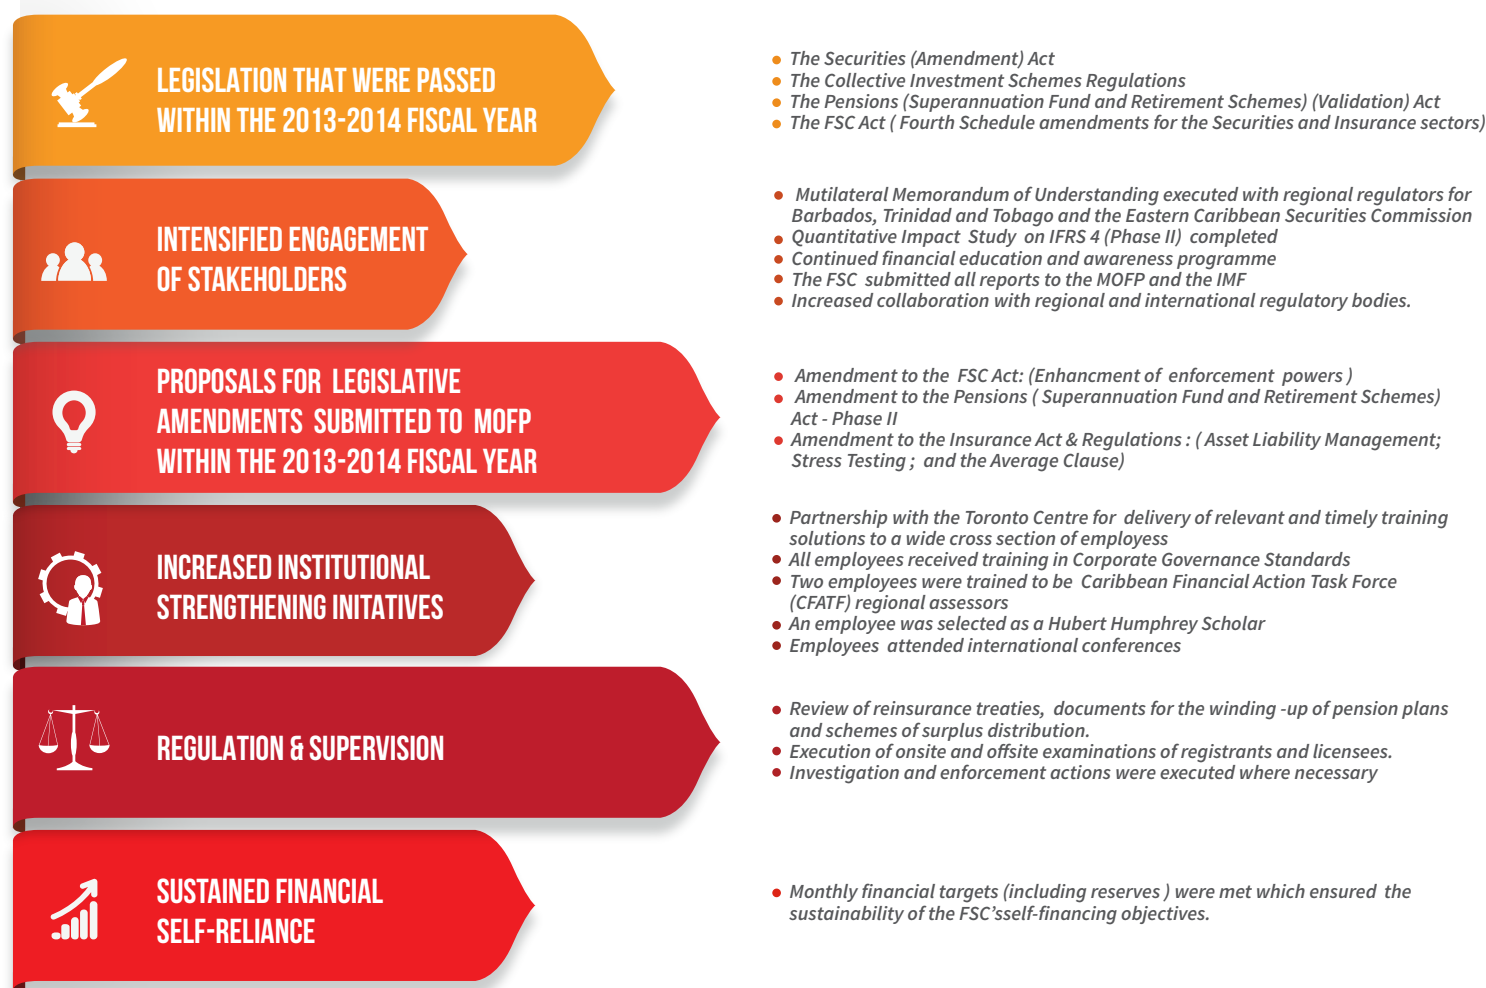 LEGISLATION THAT WERE PASSED
WITHIN THE 2013-2014 FISCAL YEAR
The Securities (Amendment) Act
The Collective Investment Schemes Regulations
The Pensions (Superannuation Fund and Retirement Schemes) (Validation) Act
The FSC Act ( Fourth Schedule amendments for the Securities and Insurance sectors)
INTENSIFIED ENGAGEMENT
OF STAKEHOLDERS
Mutilateral Memorandum of Understanding executed with regional regulators for
Barbados, Trinidad and Tobago and the Eastern Caribbean Securities Commission
Quantitative Impact Study on IFRS 4 (Phase II) completed
Continued financial education and awareness programme
The FSC submitted all reports to the MOFP and the IMF
Increased collaboration with regional and international regulatory bodies.
PROPOSALS FOR LEGISLATIVE
AMENDMENTS SUBMITTED TO MOFP
WITHIN THE 2013-2014 FISCAL YEAR
Amendment to the FSC Act: (Enhancment of enforcement powers )
Amendment to the Pensions ( Superannuation Fund and Retirement Schemes)
Act - Phase II
Amendment to the Insurance Act & Regulations : ( Asset Liability Management;
Stress Testing ; and the Average Clause)
INCREASED INSTITUTIONAL
STRENGTHENING INITATIVES
Partnership with the Toronto Centre for delivery of relevant and timely training
solutions to a wide cross section of employess
All employees received training in Corporate Governance Standards
Two employees were trained to be Caribbean Financial Action Task Force
(CFATF) regional assessors
An employee was selected as a Hubert Humphrey Scholar
Employees attended international conferences
REGULATION & SUPERVISION
Review of reinsurance treaties, documents for the winding -up of pension plans
and schemes of surplus distribution.
Execution of onsite and offsite examinations of registrants and licensees.
Investigation and enforcement actions were executed where necessary
SUSTAINED FINANCIAL
SELF-RELIANCE
Monthly financial targets (including reserves ) were met which ensured the
sustainability of the FSC'sself-financing objectives.